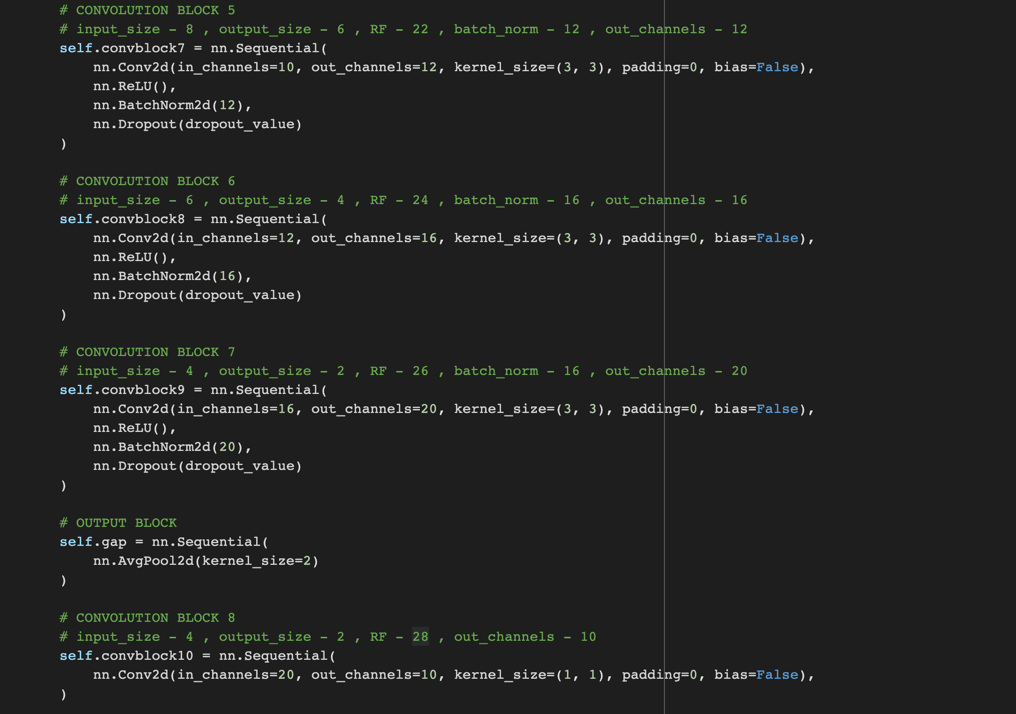 # CONVOLUTION BLOCK 5
# input_size - 8 , output_size - 6 , RF - 22 , batch_norm - 12 , out_channels - 12
self.convblock7 = nn.Sequential(
    nn.Conv2d(in_channels=10, out_channels=12, kernel_size=(3, 3), padding=0, bias=False),
    nn.ReLU(),
    nn.BatchNorm2d(12),
    nn.Dropout(dropout_value)
)
# CONVOLUTION BLOCK 6
# input_size - 6 , output_size - 4 , RF - 24 , batch_norm - 16 , out_channels - 16
self.convblock8 = nn.Sequential(
    nn.Conv2d(in_channels=12, out_channels=16, kernel_size=(3, 3), padding=0, bias=False),
    nn.ReLU(),
    nn.BatchNorm2d(16),
    nn.Dropout(dropout_value)
)
# CONVOLUTION BLOCK 7
# input_size - 4 , output_size - 2 , RF - 26 , batch_norm - 16 , out_channels - 20
self.convblock9 = nn.Sequential(
    nn.Conv2d(in_channels=16, out_channels=20, kernel_size=(3, 3), padding=0, bias=False),
    nn.ReLU(),
    nn.BatchNorm2d(20),
    nn.Dropout(dropout_value)
)
# OUTPUT BLOCK
self.gap = nn.Sequential(
    nn.AvgPool2d(kernel_size=2)
)
# CONVOLUTION BLOCK 8
# input_size - 4 , output_size - 2 , RF - 28 , out_channels - 10
self.convblock10 = nn.Sequential(
    nn.Conv2d(in_channels=20, out_channels=10, kernel_size=(1, 1), padding=0, bias=False),
)